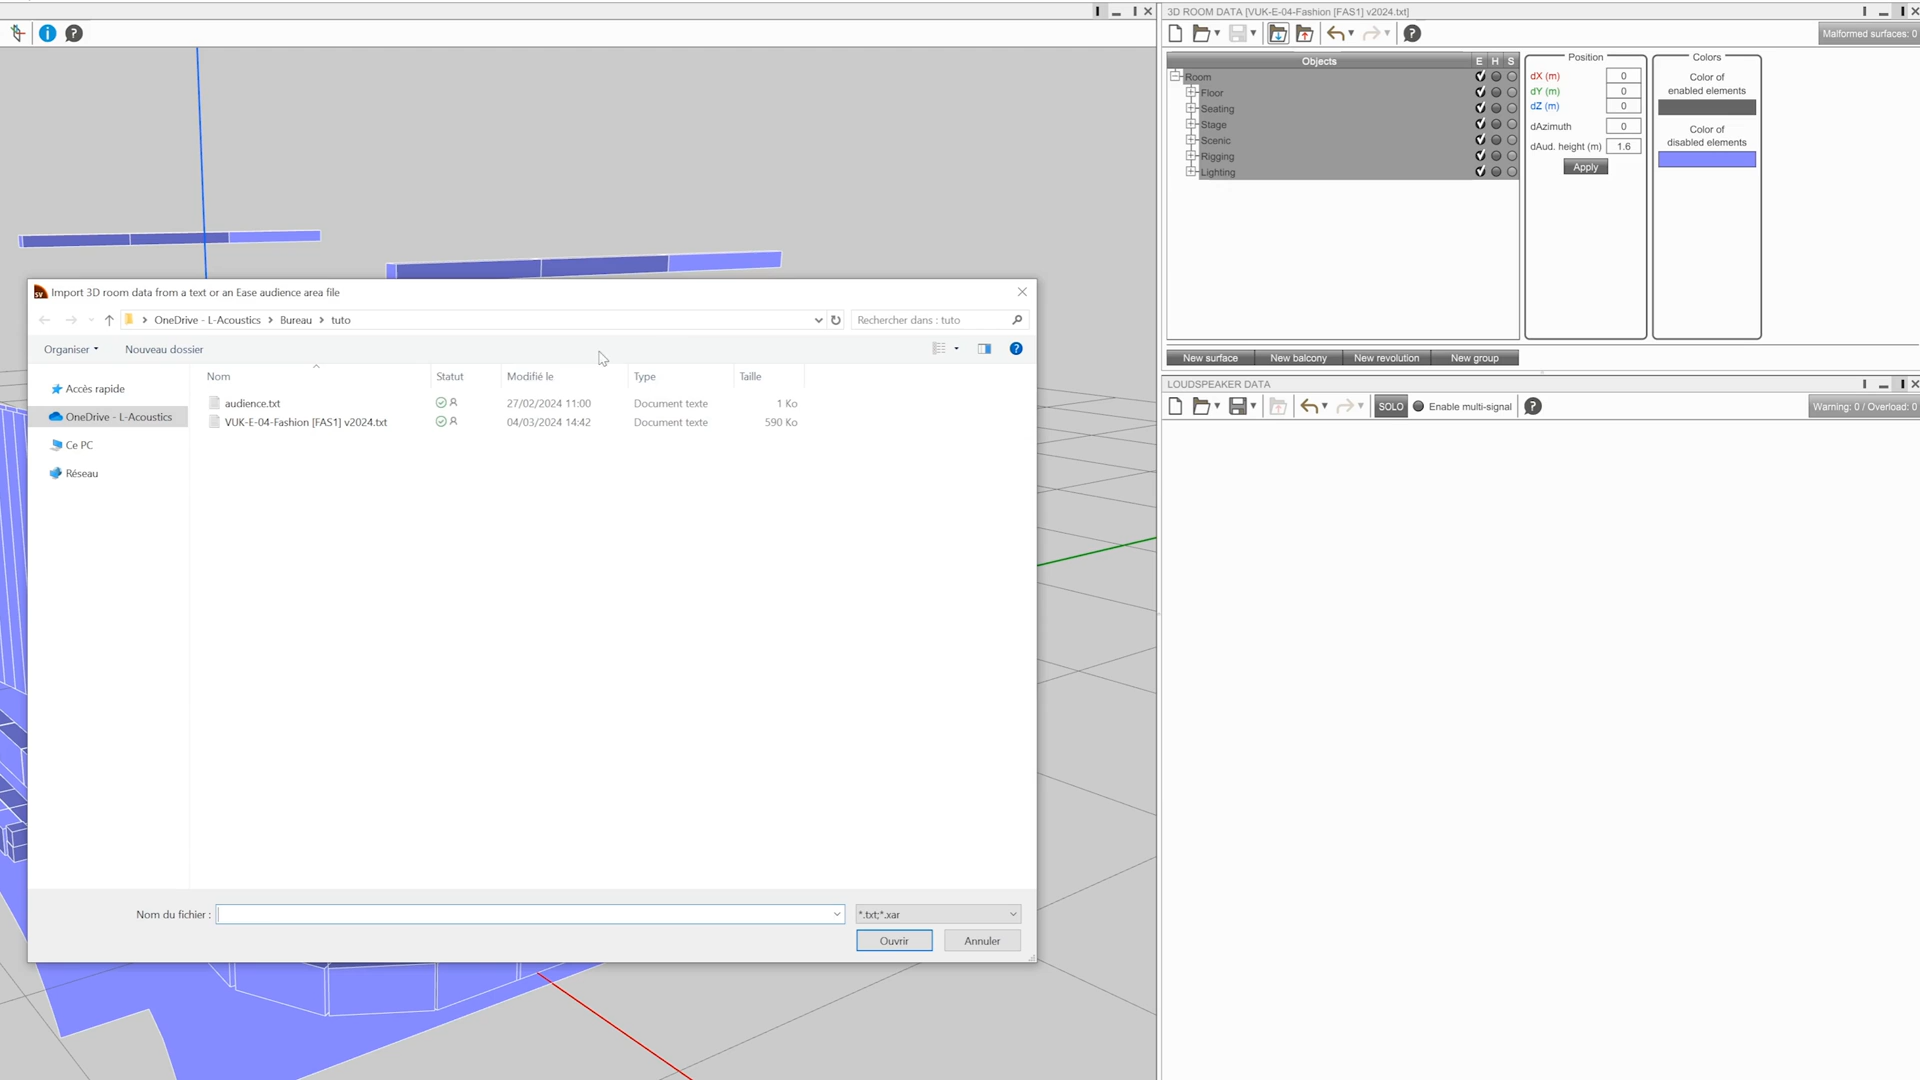 3D ROOM DATA [VUK-E-04-Fashion [FAS1] v2024.txt]
Malformed surfaces: 0
Objects E H S
Room
Floor
Seating
Stage
Scenic
Rigging
Lighting
Position
dX (m) 0
dY (m) 0
dZ (m) 0
dAzimuth 0
dAud. height (m) 1.6
Apply
Colors
Color of
enabled elements
Color of
disabled elements
New surface New balcony New revolution New group
LOUDSPEAKER DATA
SOLO Enable multi-signal
Warning: 0 / Overload: 0
SV Import 3D room data from a text or an Ease audience area file
OneDrive - L-Acoustics > Bureau > tuto
Rechercher dans : tuto
Organiser Nouveau dossier
Nom Statut Modifié le Type Taille
Accès rapide
OneDrive - L-Acoustics
Ce PC
Réseau
audience.txt 27/02/2024 11:00 Document texte 1 Ko
VUK-E-04-Fashion [FAS1] v2024.txt 04/03/2024 14:42 Document texte 590 Ko
Nom du fichier : *.txt;*.xar
Ouvrir Annuler